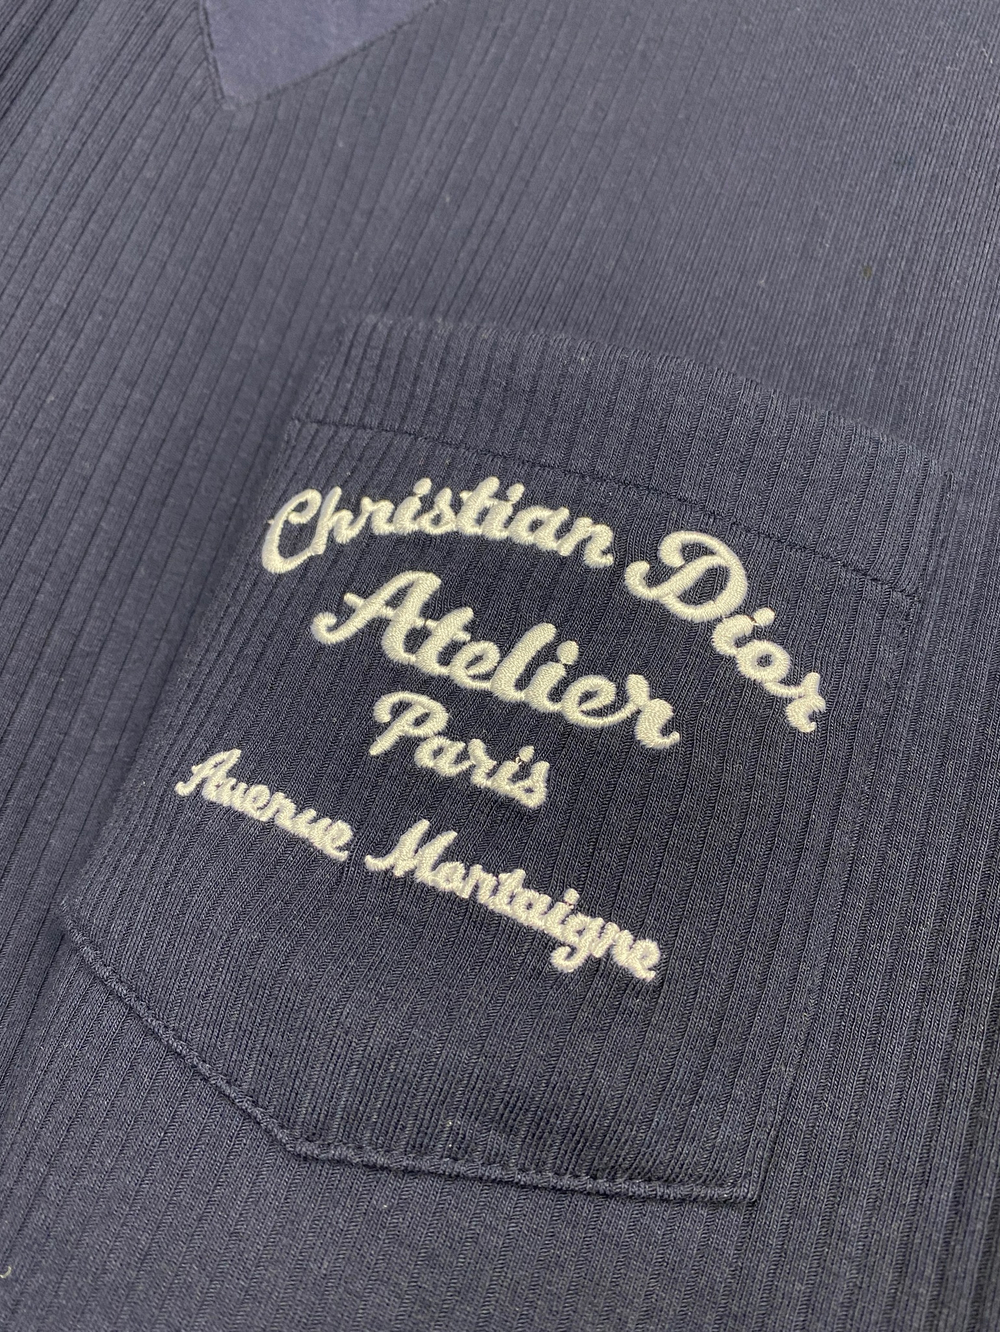 Christian Dior
Atelier
Paris
Avenue Montaigne